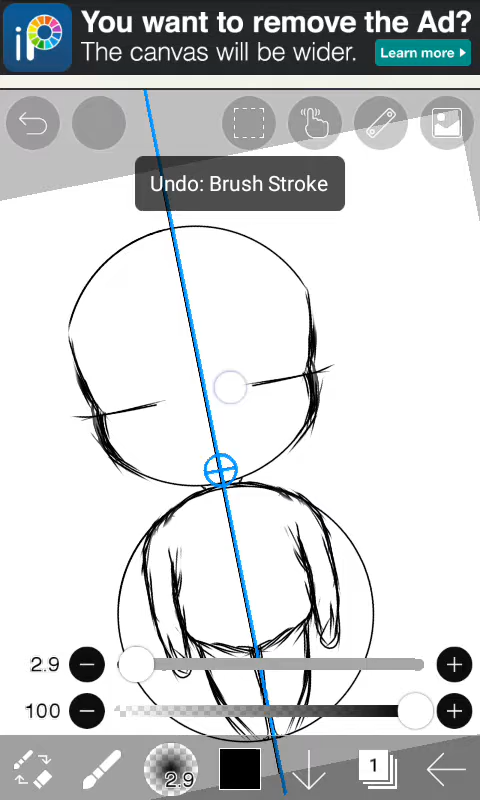 iP
You want to remove the Ad?
The canvas will be wider.
Learn more
Undo: Brush Stroke
2.9
100
2.9
1